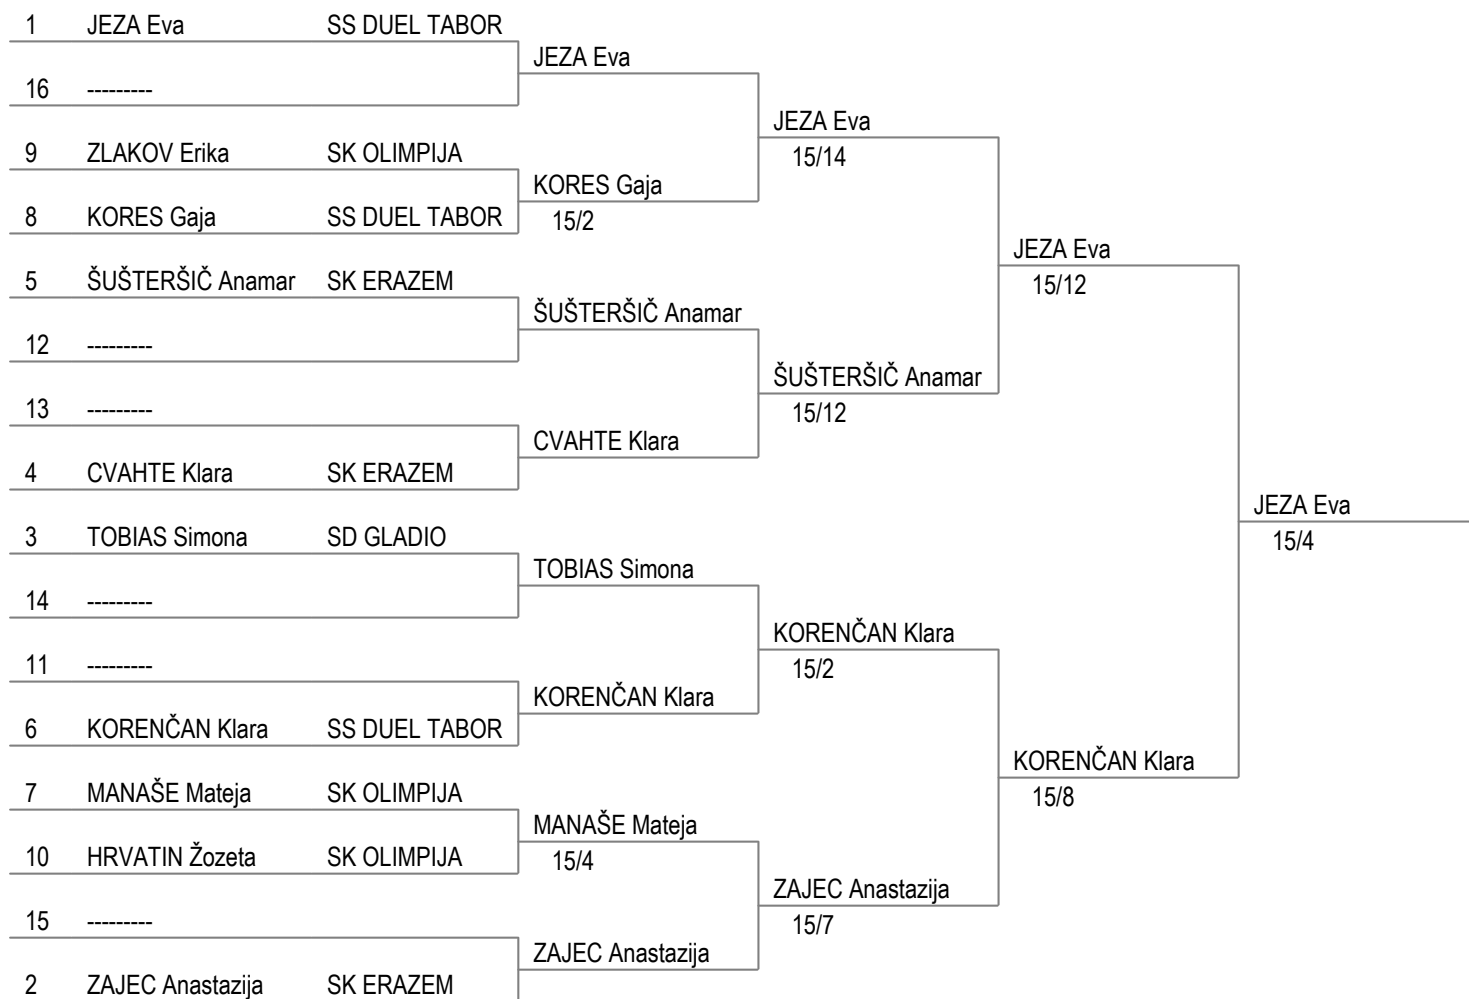 1 JEZA Eva SS DUEL TABOR
16 ---------
9 ZLAKOV Erika SK OLIMPIJA
8 KORES Gaja SS DUEL TABOR
5 ŠUŠTERŠIČ Anamar SK ERAZEM
12 ---------
13 ---------
4 CVAHTE Klara SK ERAZEM
3 TOBIAS Simona SD GLADIO
14 ---------
11 ---------
6 KORENČAN Klara SS DUEL TABOR
7 MANAŠE Mateja SK OLIMPIJA
10 HRVATIN Žozeta SK OLIMPIJA
15 ---------
2 ZAJEC Anastazija SK ERAZEM
JEZA Eva
KORES Gaja
15/2
ŠUŠTERŠIČ Anamar
CVAHTE Klara
TOBIAS Simona
KORENČAN Klara
MANAŠE Mateja
15/4
ZAJEC Anastazija
JEZA Eva
15/14
ŠUŠTERŠIČ Anamar
15/12
KORENČAN Klara
15/2
ZAJEC Anastazija
15/7
JEZA Eva
15/12
KORENČAN Klara
15/8
JEZA Eva
15/4